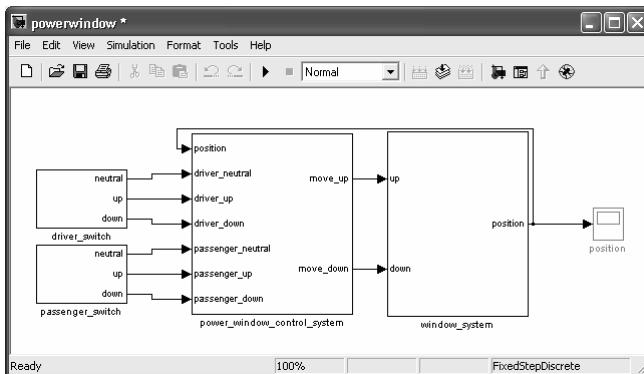 powerwindow *
File Edit View Simulation Format Tools Help
Normal
position
driver_neutral
driver_up
driver_down
passenger_neutral
passenger_up
passenger_down
move_up
move_down
power_window_control_system
neutral
up
down
driver_switch
neutral
up
down
passenger_switch
up
down
position
window_system
position
Ready 100% FixedStepDiscrete